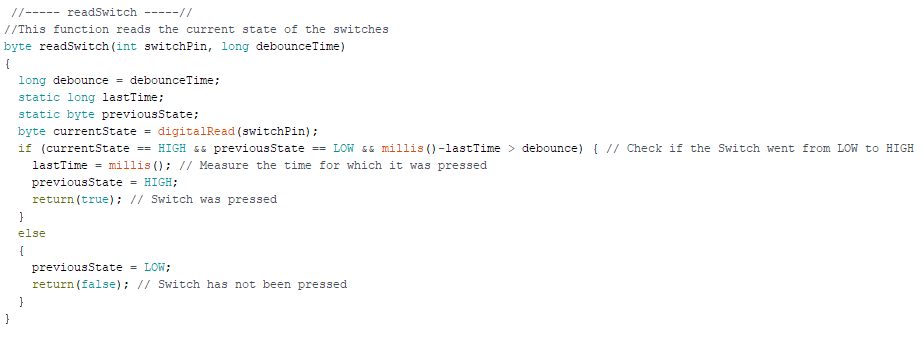 //----- readSwitch -----//
//This function reads the current state of the switches
byte readSwitch(int switchPin, long debounceTime)
{
  long debounce = debounceTime;
  static long lastTime;
  static byte previousState;
  byte currentState = digitalRead(switchPin);
  if (currentState == HIGH && previousState == LOW && millis()-lastTime > debounce) { // Check if the Switch went from LOW to HIGH
    lastTime = millis(); // Measure the time for which it was pressed
    previousState = HIGH;
    return(true); // Switch was pressed
  }
  else
  {
    previousState = LOW;
    return(false); // Switch has not been pressed
  }
}